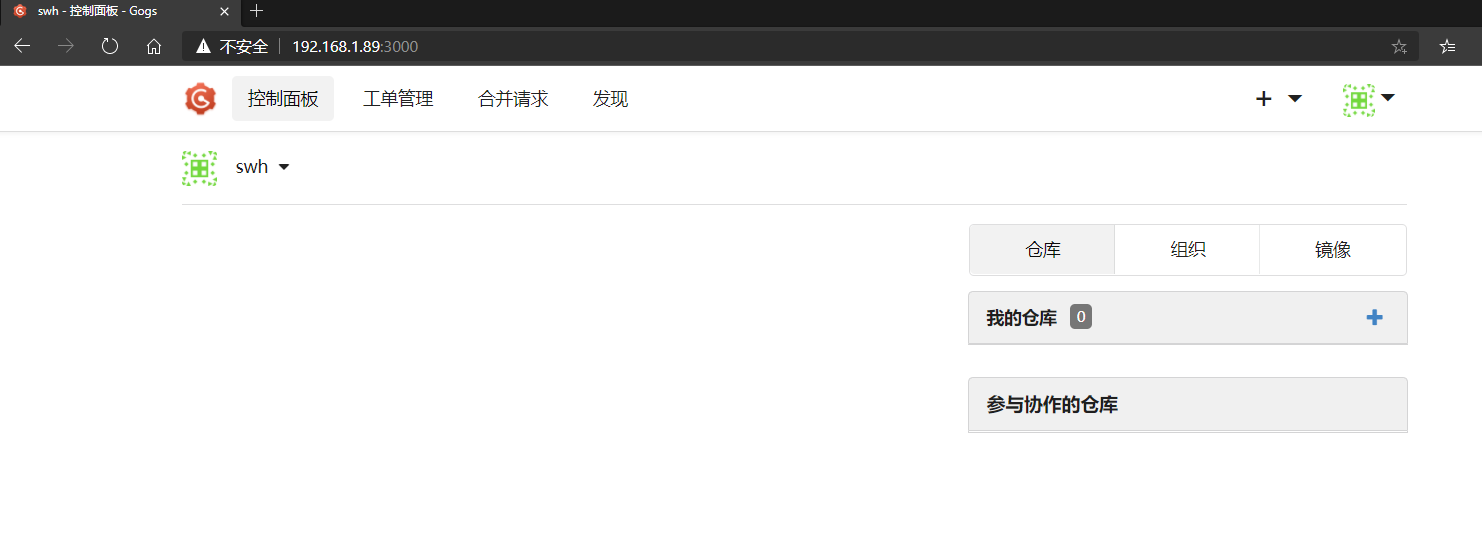 swh - 控制面板 - Gogs
不安全 192.168.1.89:3000
控制面板 工单管理 合并请求 发现
swh
仓库 组织 镜像
我的仓库 0
参与协作的仓库